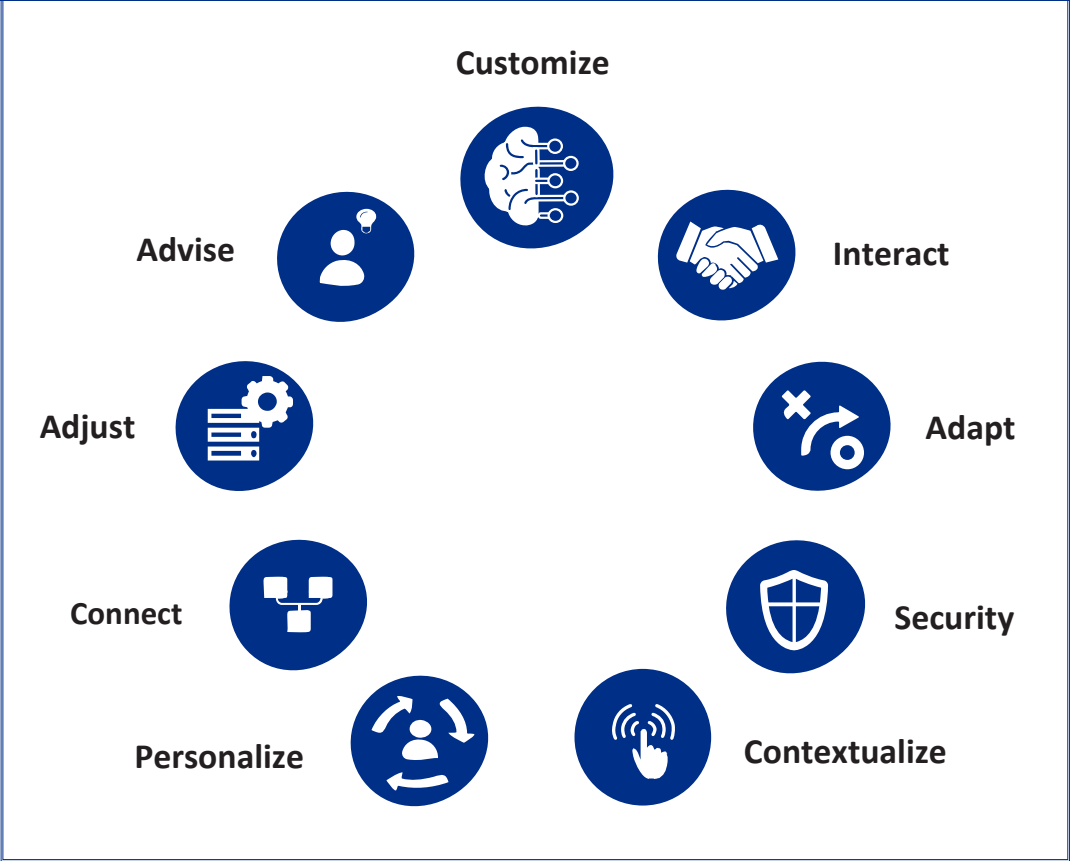 Customize
Advise
Interact
Adjust
Adapt
Connect
Security
Personalize
Contextualize